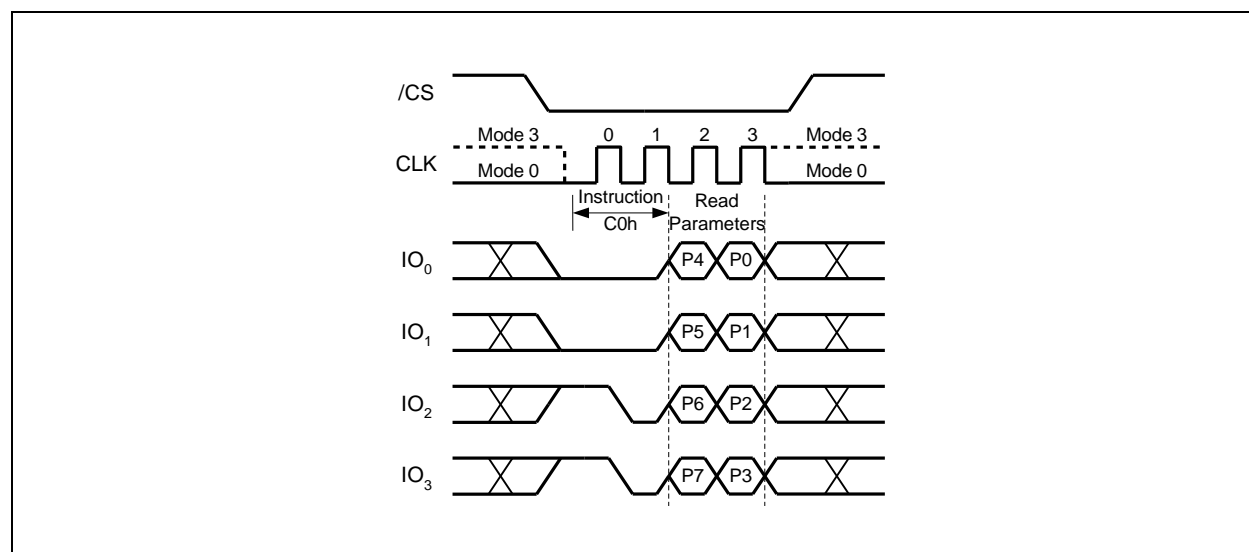 /CS
Mode 3 0 1 2 3 Mode 3
CLK
Mode 0 Mode 0
Instruction Read
C0h Parameters
IO0 P4 P0
IO1 P5 P1
IO2 P6 P2
IO3 P7 P3